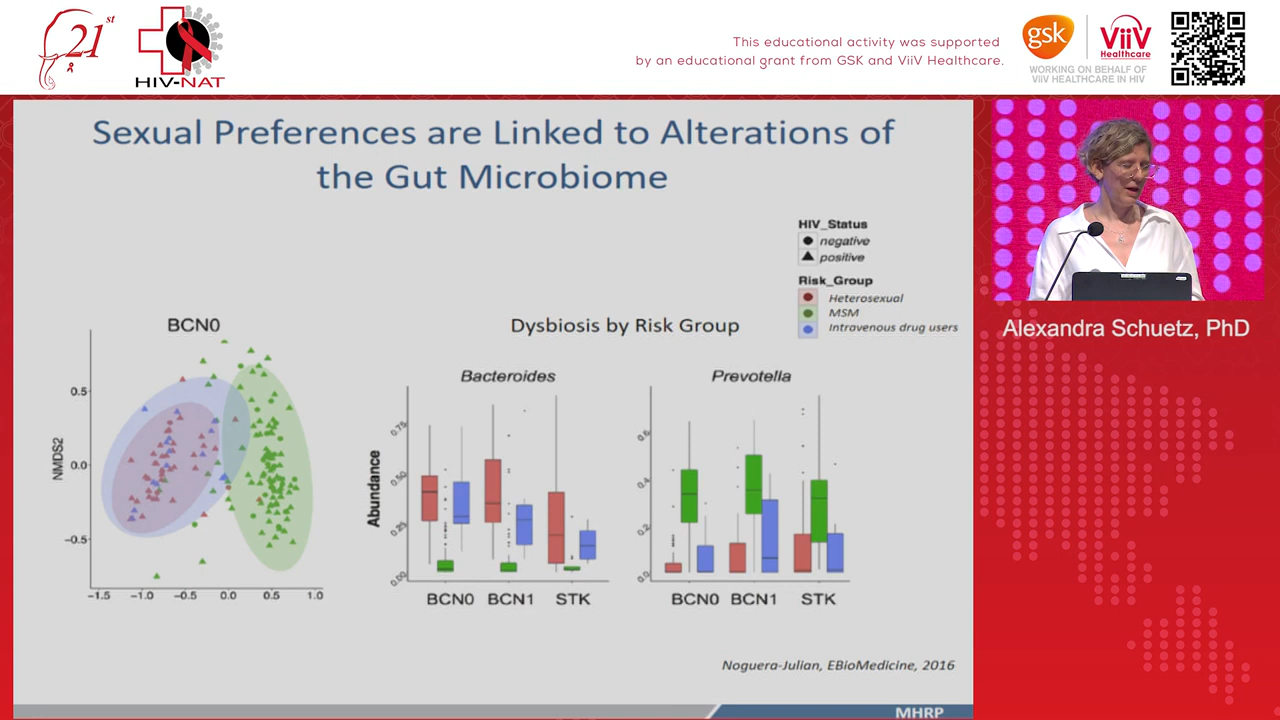 21st
HIV-NAT
This educational activity was supported
by an educational grant from GSK and ViiV Healthcare.
gsk
ViiV
Healthcare
WORKING ON BEHALF OF
ViiV HEALTHCARE IN HIV
Sexual Preferences are Linked to Alterations of
the Gut Microbiome
HIV_Status
negative
positive
Risk_Group
Heterosexual
MSM
Intravenous drug users
BCN0
NMDS2
0.5
0.0
−0.5
−1.5 −1.0 −0.5 0.0 0.5 1.0
Dysbiosis by Risk Group
Bacteroides
Abundance
0.75
0.50
0.25
0.00
BCN0 BCN1 STK
Prevotella
0.6
0.4
0.2
0.0
BCN0 BCN1 STK
Noguera-Julian, EBioMedicine, 2016
MHRP
Alexandra Schuetz, PhD